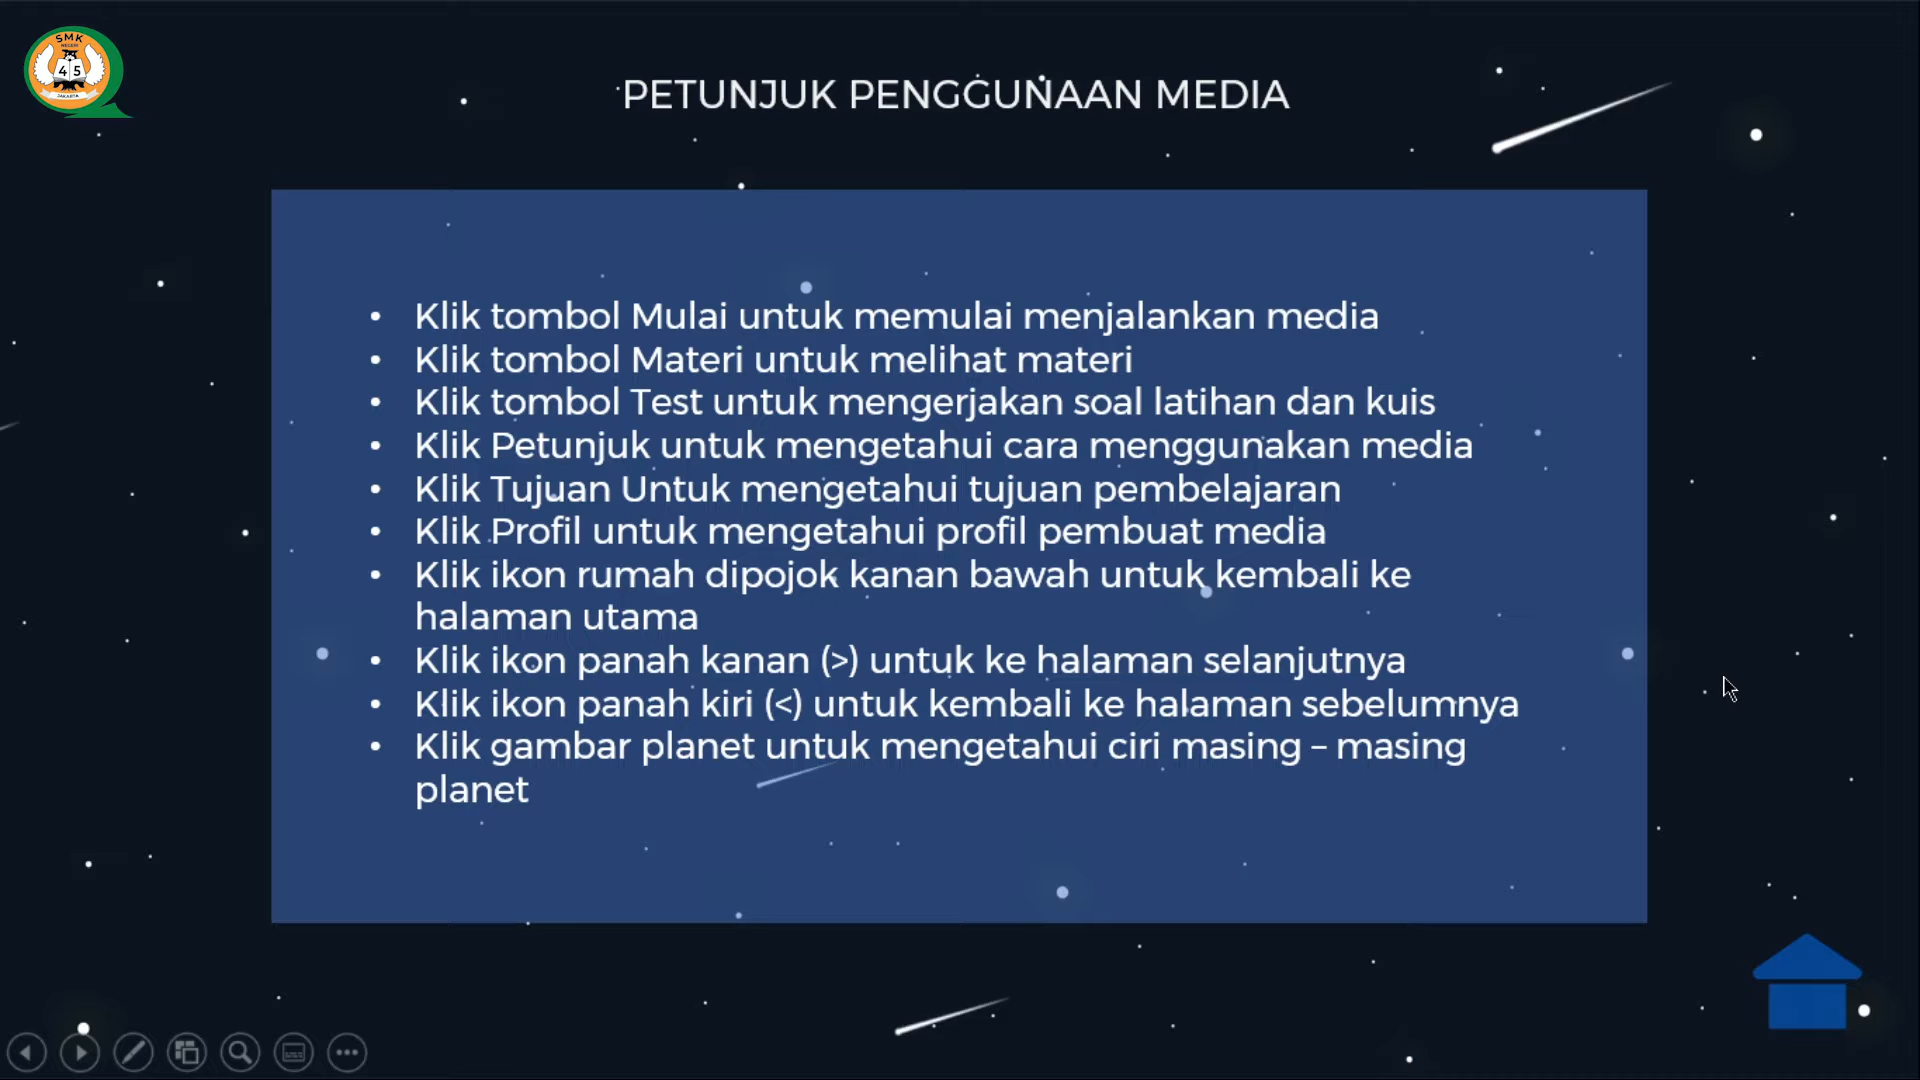 SMK
NEGERI
45
JAKARTA
PETUNJUK PENGGUNAAN MEDIA
• Klik tombol Mulai untuk memulai menjalankan media
• Klik tombol Materi untuk melihat materi
• Klik tombol Test untuk mengerjakan soal latihan dan kuis
• Klik Petunjuk untuk mengetahui cara menggunakan media
• Klik Tujuan Untuk mengetahui tujuan pembelajaran
• Klik Profil untuk mengetahui profil pembuat media
• Klik ikon rumah dipojok kanan bawah untuk kembali ke
halaman utama
• Klik ikon panah kanan (>) untuk ke halaman selanjutnya
• Klik ikon panah kiri (<) untuk kembali ke halaman sebelumnya
• Klik gambar planet untuk mengetahui ciri masing – masing
planet